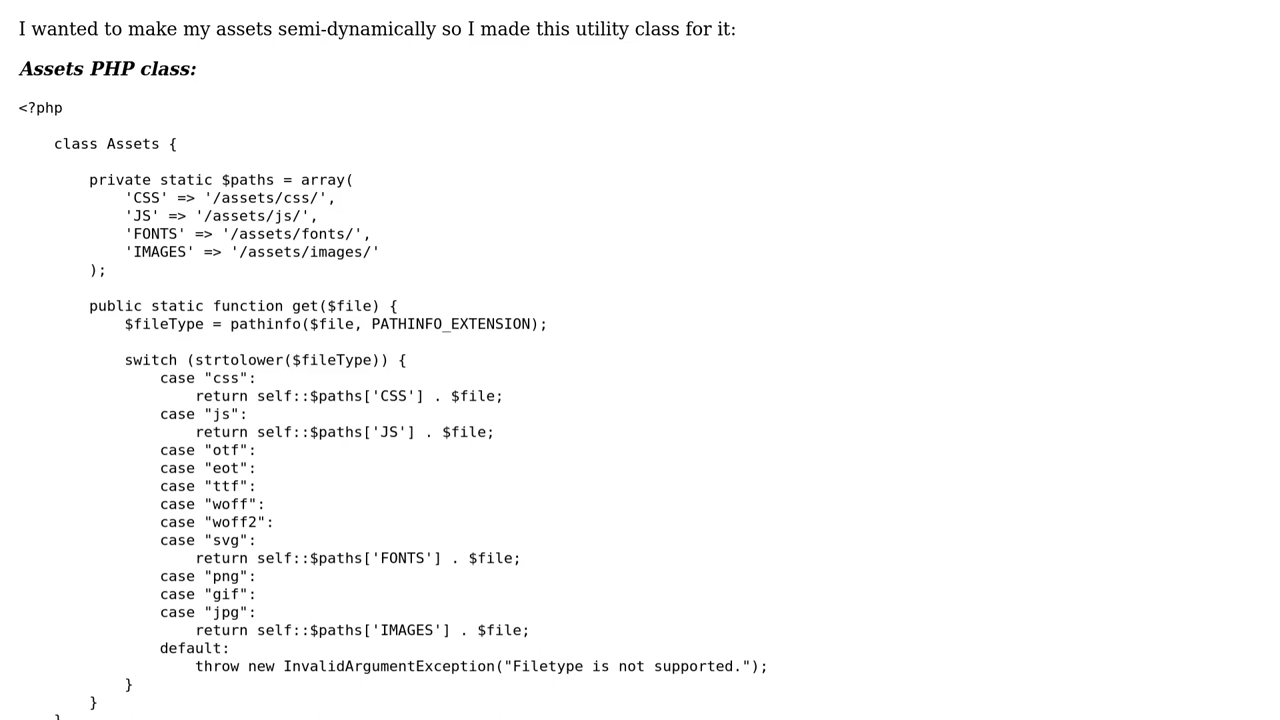 I wanted to make my assets semi-dynamically so I made this utility class for it:
Assets PHP class:
<?php
class Assets {
private static $paths = array(
'CSS' => '/assets/css/',
'JS' => '/assets/js/',
'FONTS' => '/assets/fonts/',
'IMAGES' => '/assets/images/'
);
public static function get($file) {
$fileType = pathinfo($file, PATHINFO_EXTENSION);
switch (strtolower($fileType)) {
case "css":
return self::$paths['CSS'] . $file;
case "js":
return self::$paths['JS'] . $file;
case "otf":
case "eot":
case "ttf":
case "woff":
case "woff2":
case "svg":
return self::$paths['FONTS'] . $file;
case "png":
case "gif":
case "jpg":
return self::$paths['IMAGES'] . $file;
default:
throw new InvalidArgumentException("Filetype is not supported.");
}
}
}